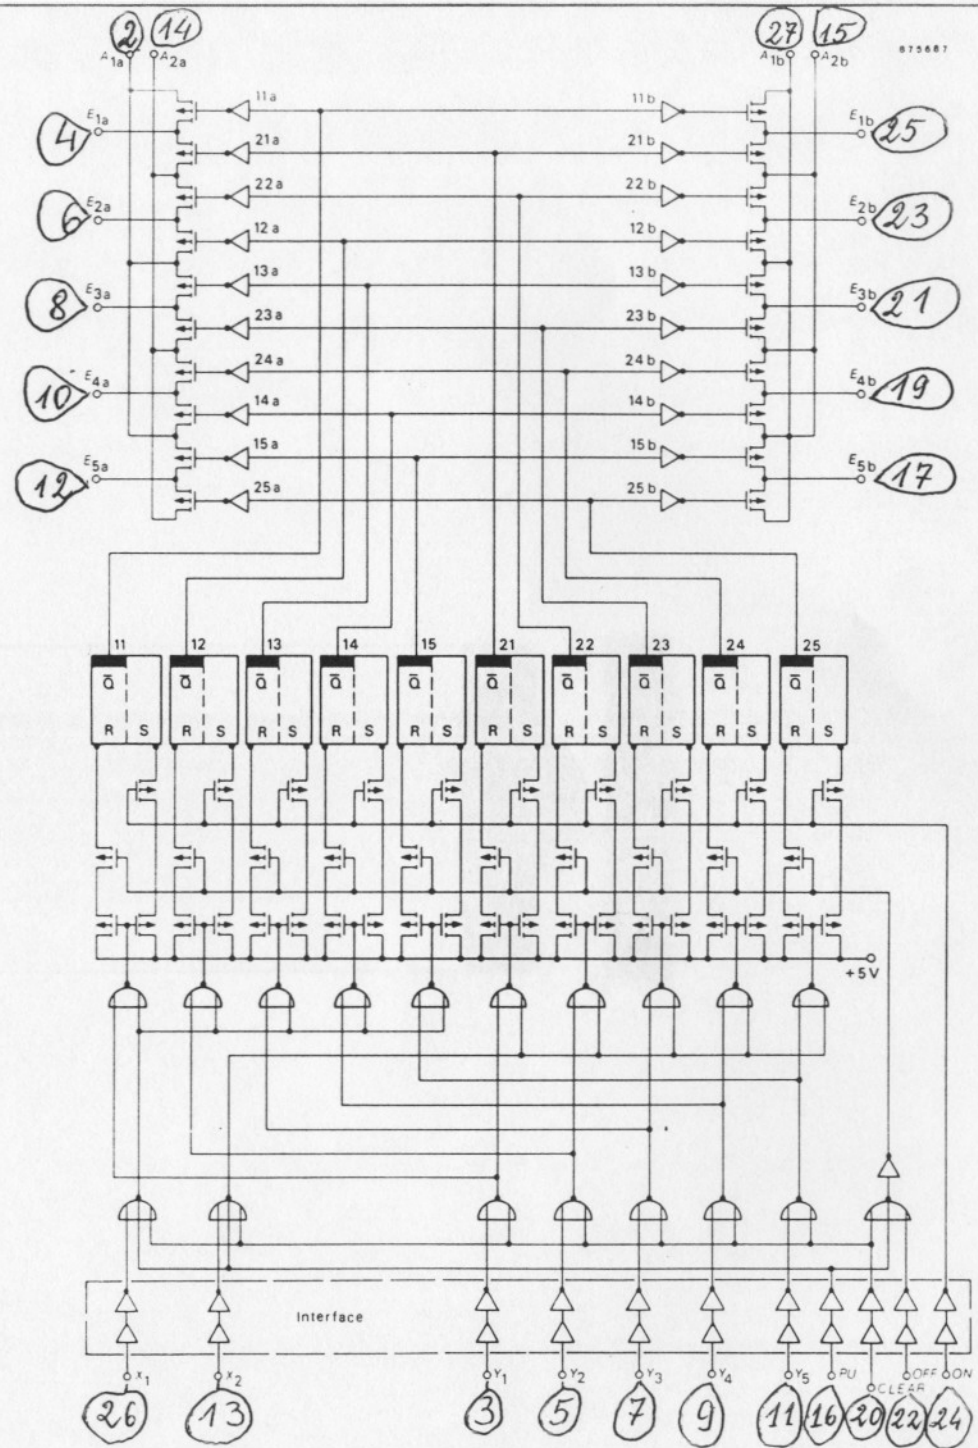 2 14 27 15
A1a A2a A1b A2b 875687
11a 11b
4 E1a E1b 25
21a 21b
22a 22b
6 E2a E2b 23
12a 12b
13a 13b
8 E3a E3b 21
23a 23b
24a 24b
10 E4a E4b 19
14a 14b
15a 15b
12 E5a E5b 17
25a 25b
11 12 13 14 15 21 22 23 24 25
Q̄ Q̄ Q̄ Q̄ Q̄ Q̄ Q̄ Q̄ Q̄ Q̄
R S R S R S R S R S R S R S R S R S R S
+5V
Interface
X1 X2 Y1 Y2 Y3 Y4 Y5 PU CLEAR OFF ON
26 13 3 5 7 9 11 16 20 22 24